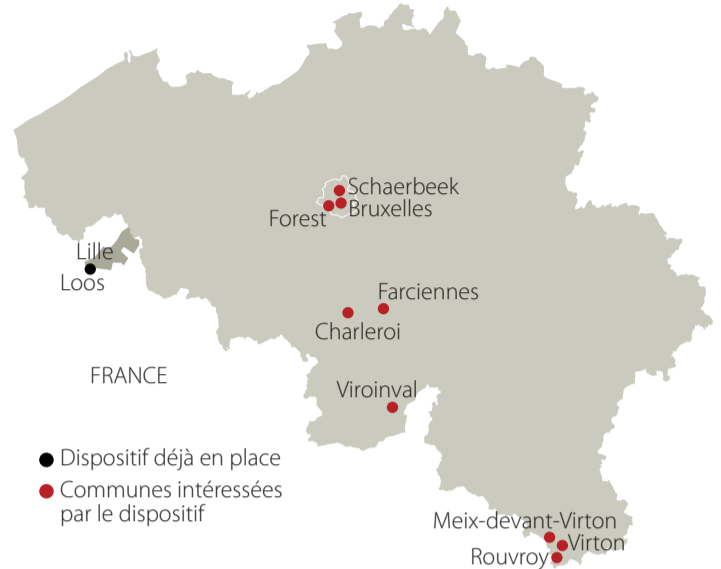 Schaerbeek
Bruxelles
Forest
Lille
Loos
Farciennes
Charleroi
FRANCE
Viroinval
Dispositif déjà en place
Communes intéressées
par le dispositif
Meix-devant-Virton
Virton
Rouvroy